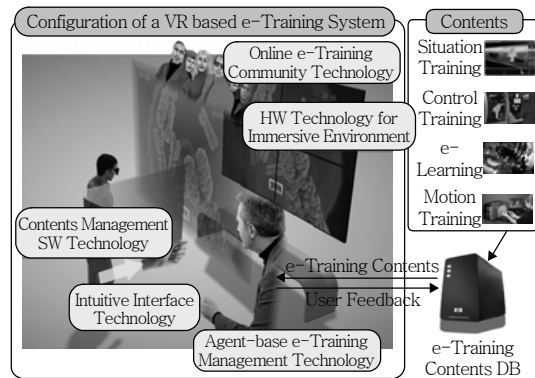 Configuration of a VR based e-Training System
Online e-Training
Community Technology
HW Technology for
Immersive Environment
Contents Management
SW Technology
Intuitive Interface
Technology
Agent-base e-Training
Management Technology
Contents
Situation
Training
Control
Training
e-
Learning
Motion
Training
e-Training Contents
User Feedback
e-Training
Contents DB